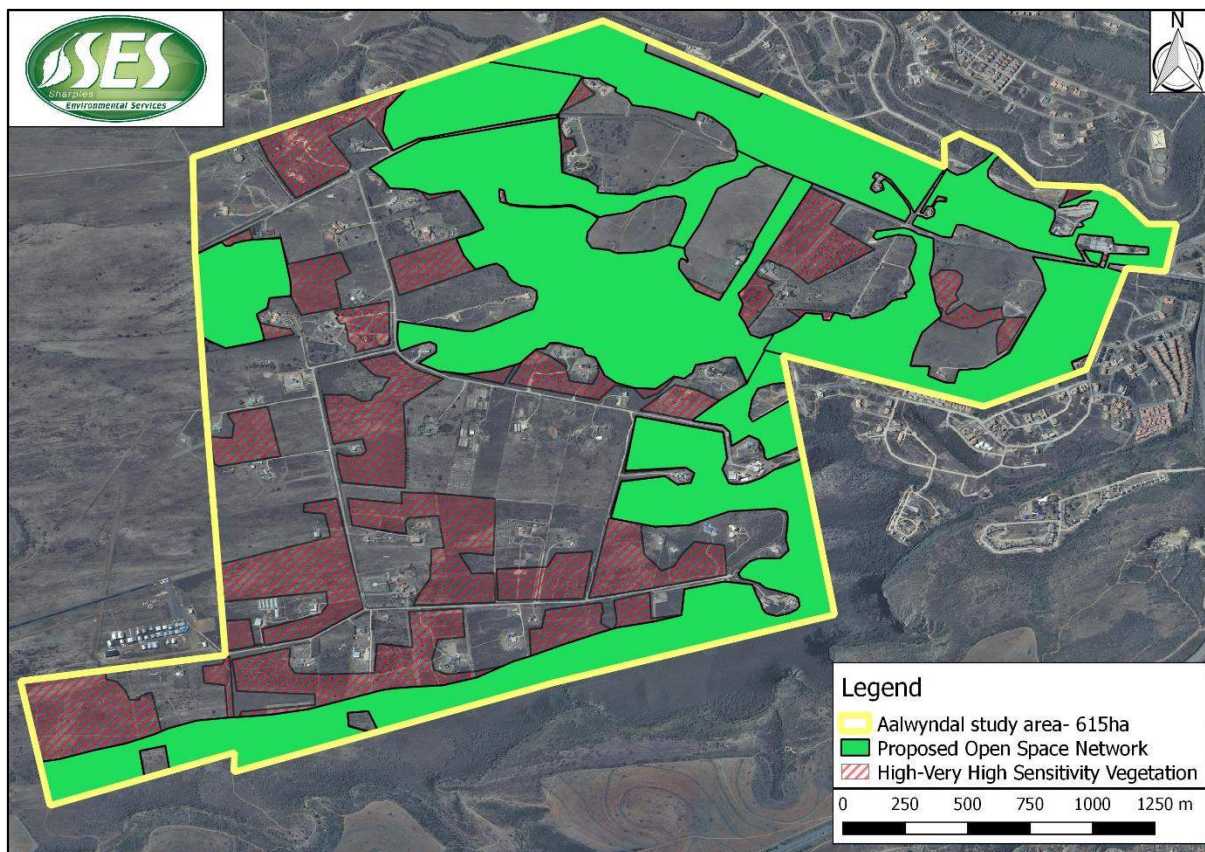 SES
Sharples
Environmental Services
N
Legend
Aalwyndal study area- 615ha
Proposed Open Space Network
High-Very High Sensitivity Vegetation
0 250 500 750 1000 1250 m